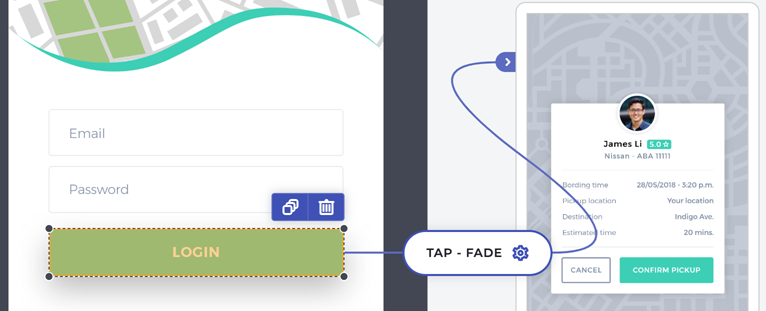 Email
Password
LOGIN
TAP - FADE
James Li 5.0
Nissan - ABA 11111
Bording time 28/05/2018 - 3:20 p.m.
Pickup location Your location
Destination Indigo Ave.
Estimated time 20 mins.
CANCEL CONFIRM PICKUP